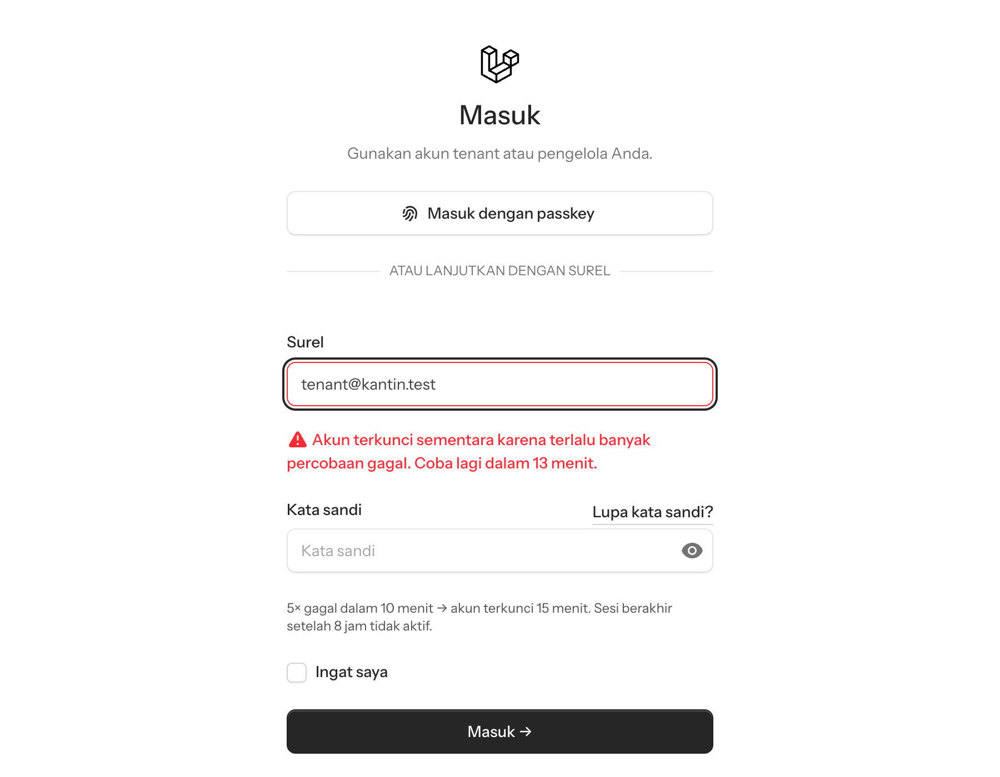 Masuk
Gunakan akun tenant atau pengelola Anda.
Masuk dengan passkey
ATAU LANJUTKAN DENGAN SUREL
Surel
tenant@kantin.test
Akun terkunci sementara karena terlalu banyak
percobaan gagal. Coba lagi dalam 13 menit.
Kata sandi
Lupa kata sandi?
Kata sandi
5× gagal dalam 10 menit → akun terkunci 15 menit. Sesi berakhir
setelah 8 jam tidak aktif.
Ingat saya
Masuk →